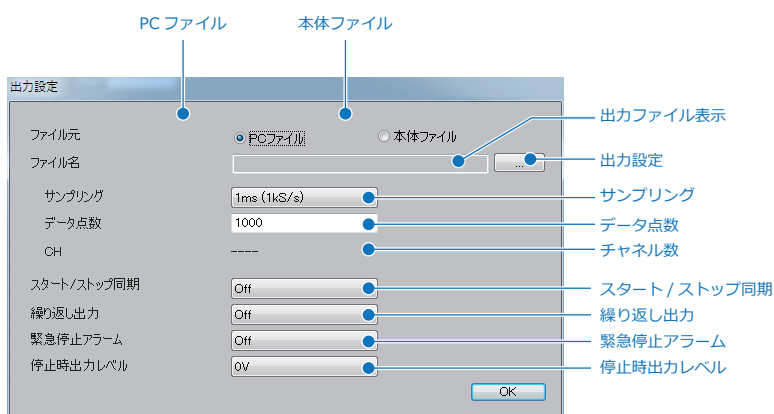 PC ファイル 本体ファイル
出力設定
出力ファイル表示
ファイル元 PCファイル 本体ファイル
ファイル名 ... 出力設定
サンプリング 1ms (1kS/s) サンプリング
データ点数 1000 データ点数
CH ---- チャネル数
スタート/ストップ同期 Off スタート / ストップ同期
繰り返し出力 Off 繰り返し出力
緊急停止アラーム Off 緊急停止アラーム
停止時出力レベル 0V 停止時出力レベル
OK